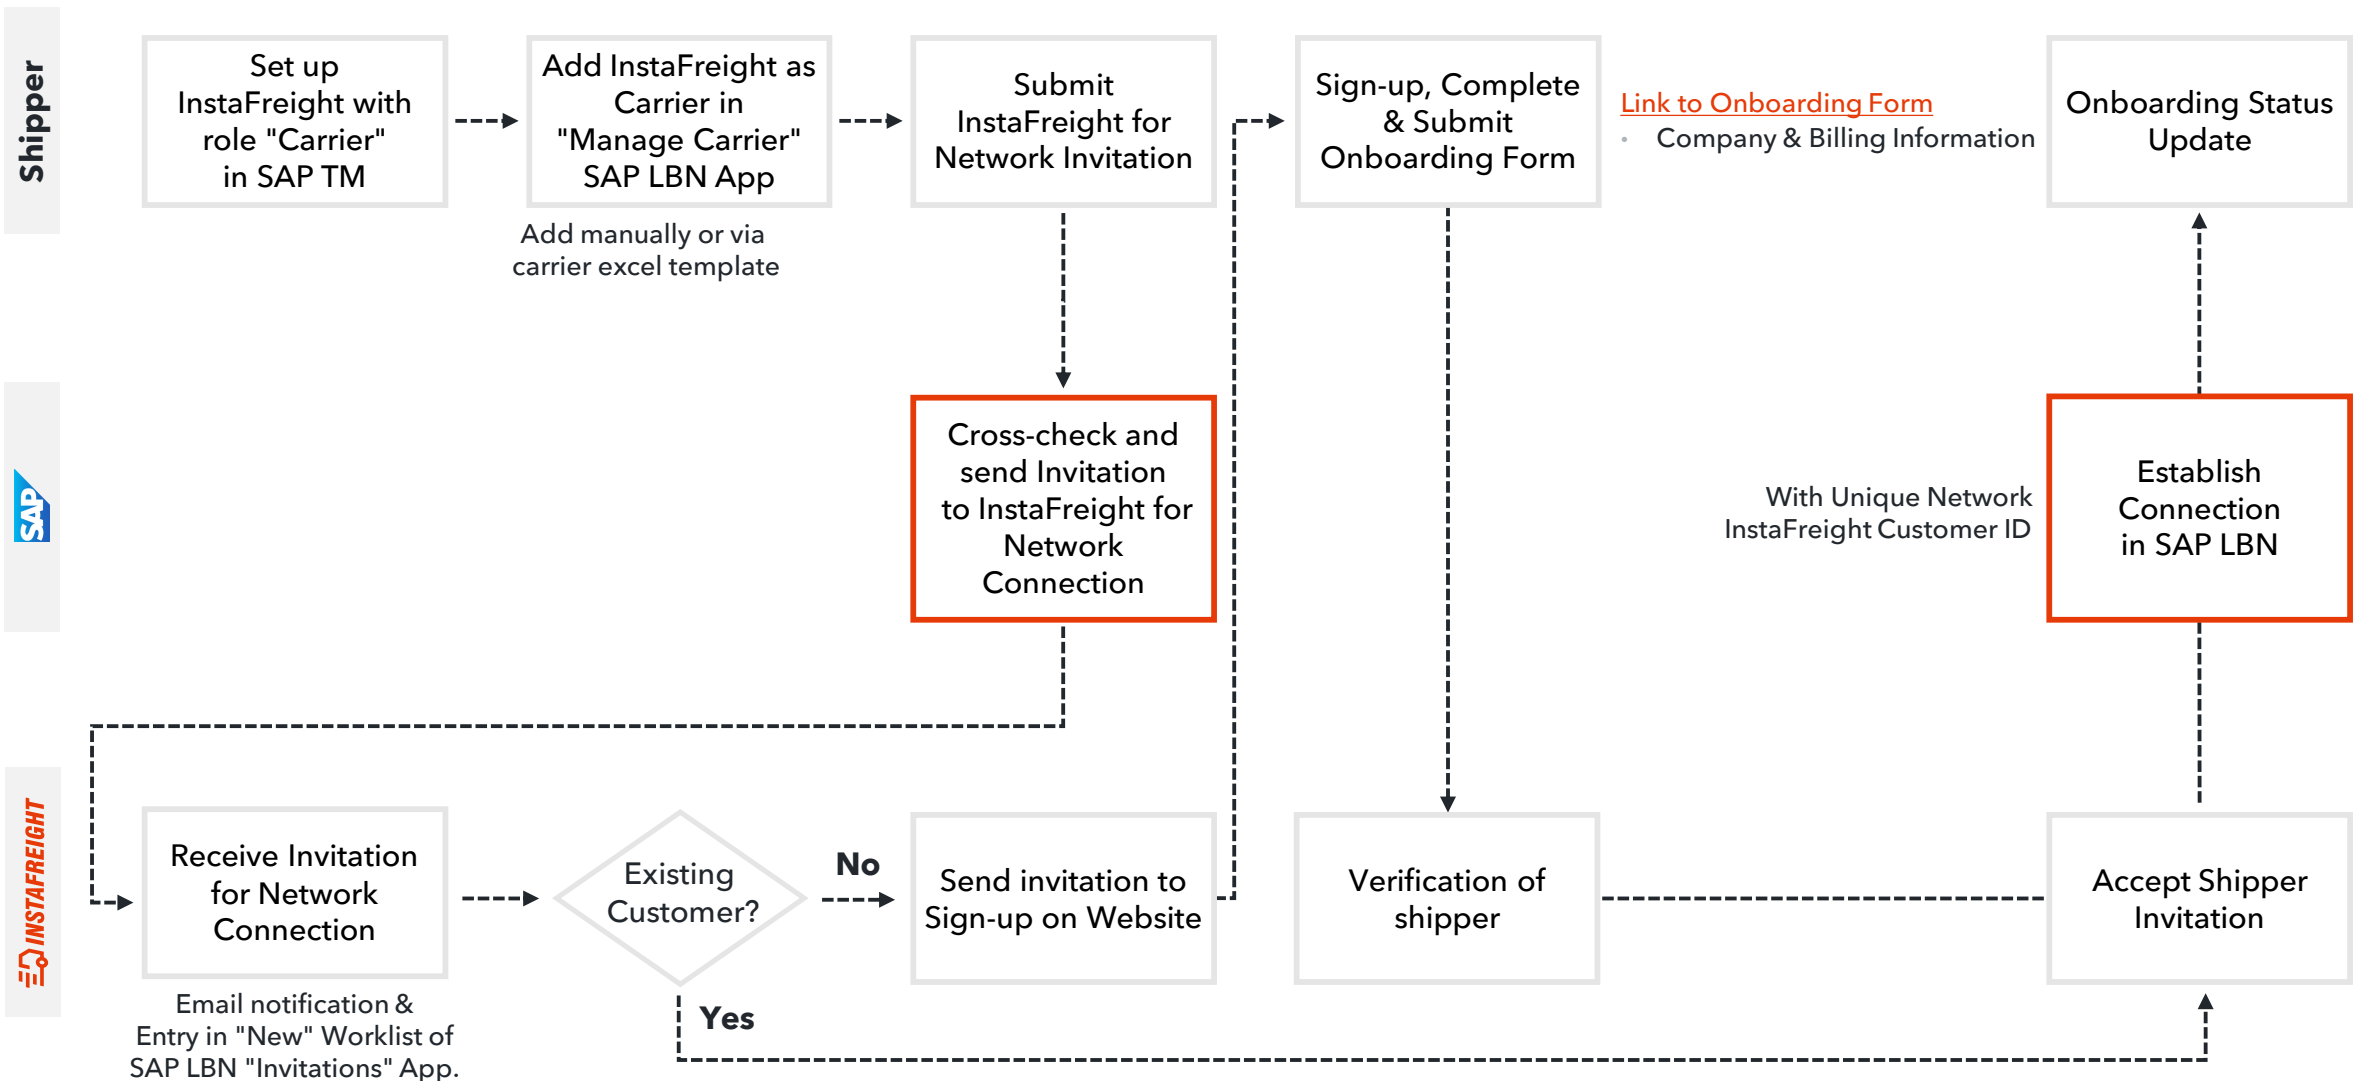 Shipper
Set up
InstaFreight with
role "Carrier"
in SAP TM
Add InstaFreight as
Carrier in
"Manage Carrier"
SAP LBN App
Add manually or via
carrier excel template
Submit
InstaFreight for
Network Invitation
Sign-up, Complete
& Submit
Onboarding Form
Link to Onboarding Form
• Company & Billing Information
Onboarding Status
Update
SAP
Cross-check and
send Invitation
to InstaFreight for
Network
Connection
With Unique Network
InstaFreight Customer ID
Establish
Connection
in SAP LBN
INSTAFREIGHT
Receive Invitation
for Network
Connection
Email notification &
Entry in "New" Worklist of
SAP LBN "Invitations" App.
Existing
Customer?
No
Yes
Send invitation to
Sign-up on Website
Verification of
shipper
Accept Shipper
Invitation